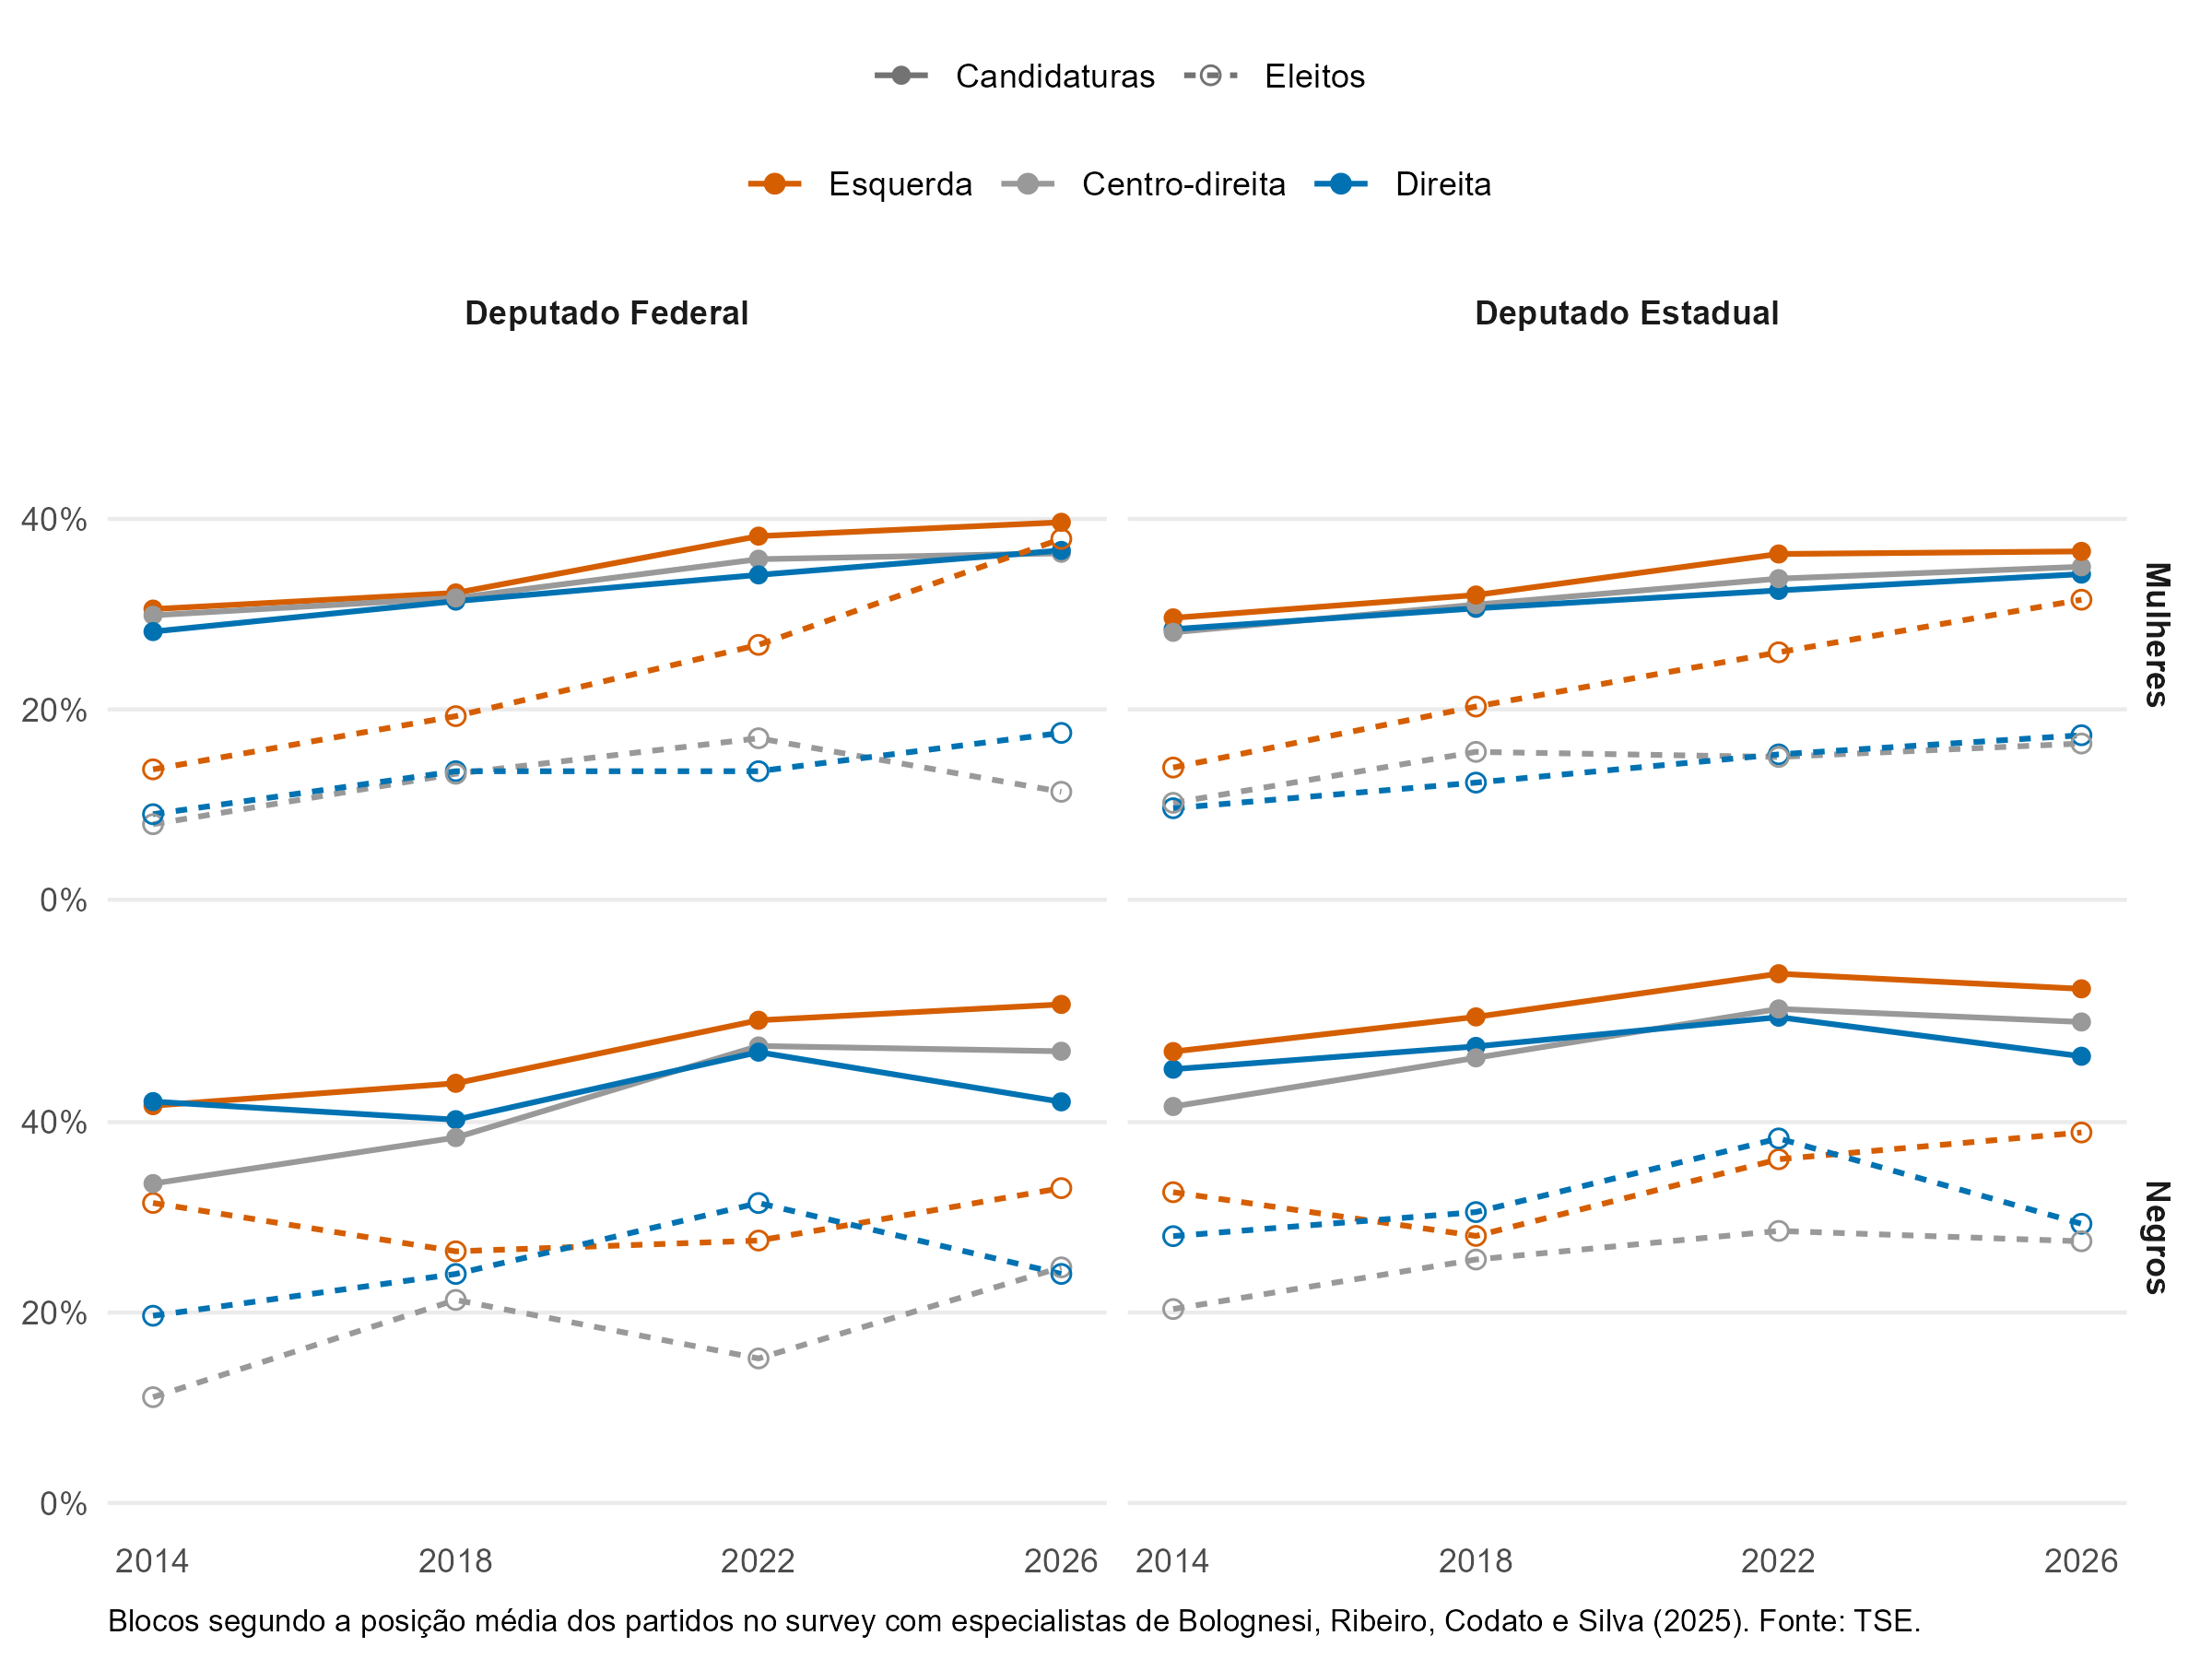 Candidaturas Eleitos
Esquerda Centro-direita Direita
Deputado Federal Deputado Estadual
40%
20%
0%
Mulheres
40%
20%
0%
Negros
2014 2018 2022 2026 2014 2018 2022 2026
Blocos segundo a posição média dos partidos no survey com especialistas de Bolognesi, Ribeiro, Codato e Silva (2025). Fonte: TSE.